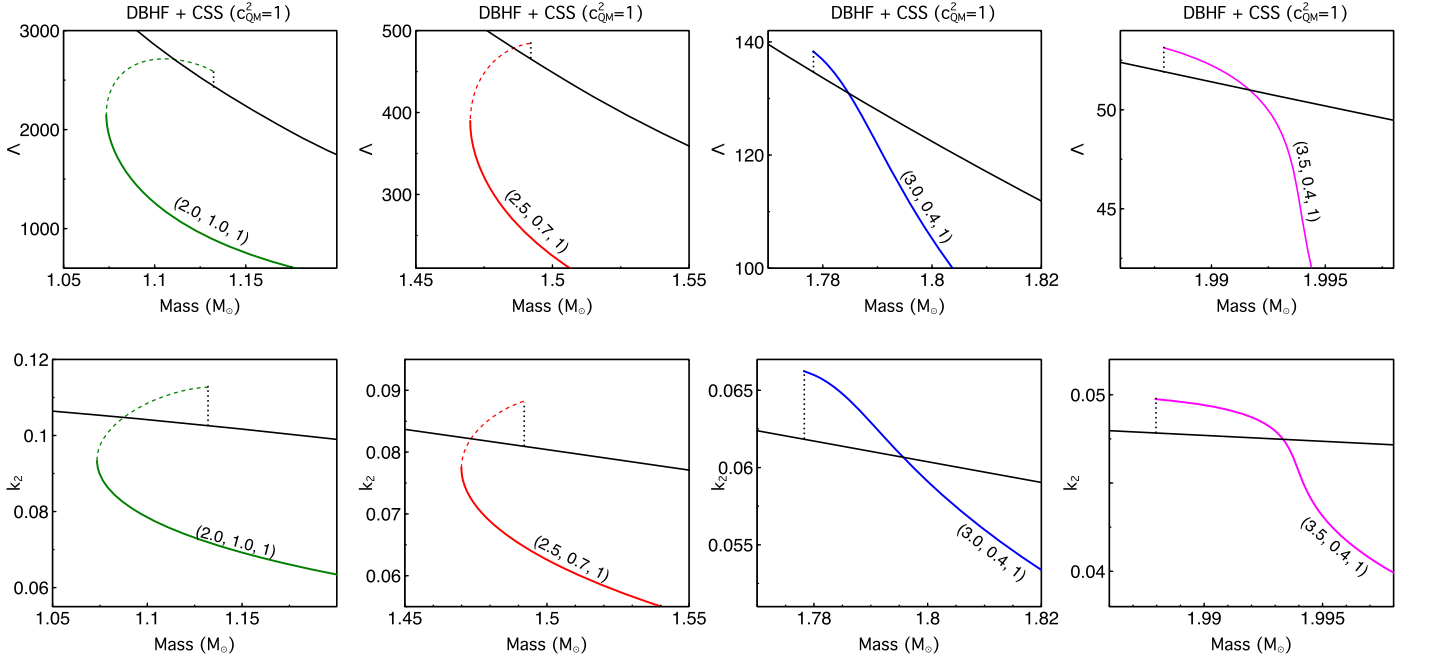 DBHF + CSS (c²QM=1)
DBHF + CSS (c²QM=1)
DBHF + CSS (c²QM=1)
DBHF + CSS (c²QM=1)
3000
2000
1000
Λ
(2.0, 1.0, 1)
1.05
1.1
1.15
Mass (M☉)
500
400
300
Λ
(2.5, 0.7, 1)
1.45
1.5
1.55
Mass (M☉)
140
120
100
Λ
(3.0, 0.4, 1)
1.78
1.8
1.82
Mass (M☉)
50
45
Λ
(3.5, 0.4, 1)
1.99
1.995
Mass (M☉)
0.12
0.1
0.08
0.06
k₂
(2.0, 1.0, 1)
1.05
1.1
1.15
Mass (M☉)
0.09
0.08
0.07
0.06
k₂
(2.5, 0.7, 1)
1.45
1.5
1.55
Mass (M☉)
0.065
0.06
0.055
k₂
(3.0, 0.4, 1)
1.78
1.8
1.82
Mass (M☉)
0.05
0.04
k₂
(3.5, 0.4, 1)
1.99
1.995
Mass (M☉)